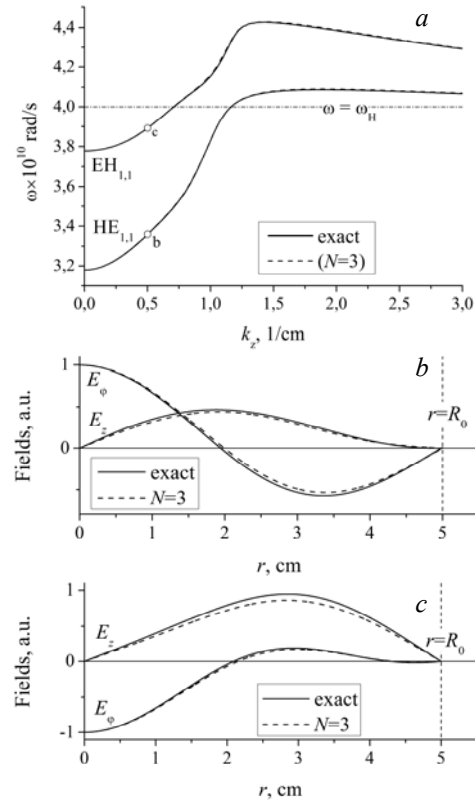 a
4,4
4,2
4,0
3,8
3,6
3,4
3,2
ω×10¹⁰ rad/s
ω = ω_H
EH₁,₁
c
HE₁,₁
b
exact
(N=3)
0,0 0,5 1,0 1,5 2,0 2,5 3,0
k_z, 1/cm
b
1
0
Fields, a.u.
E_φ
E_z
r=R₀
exact
N=3
0 1 2 3 4 5
r, cm
c
1
0
-1
Fields, a.u.
E_z
r=R₀
E_φ
exact
N=3
0 1 2 3 4 5
r, cm